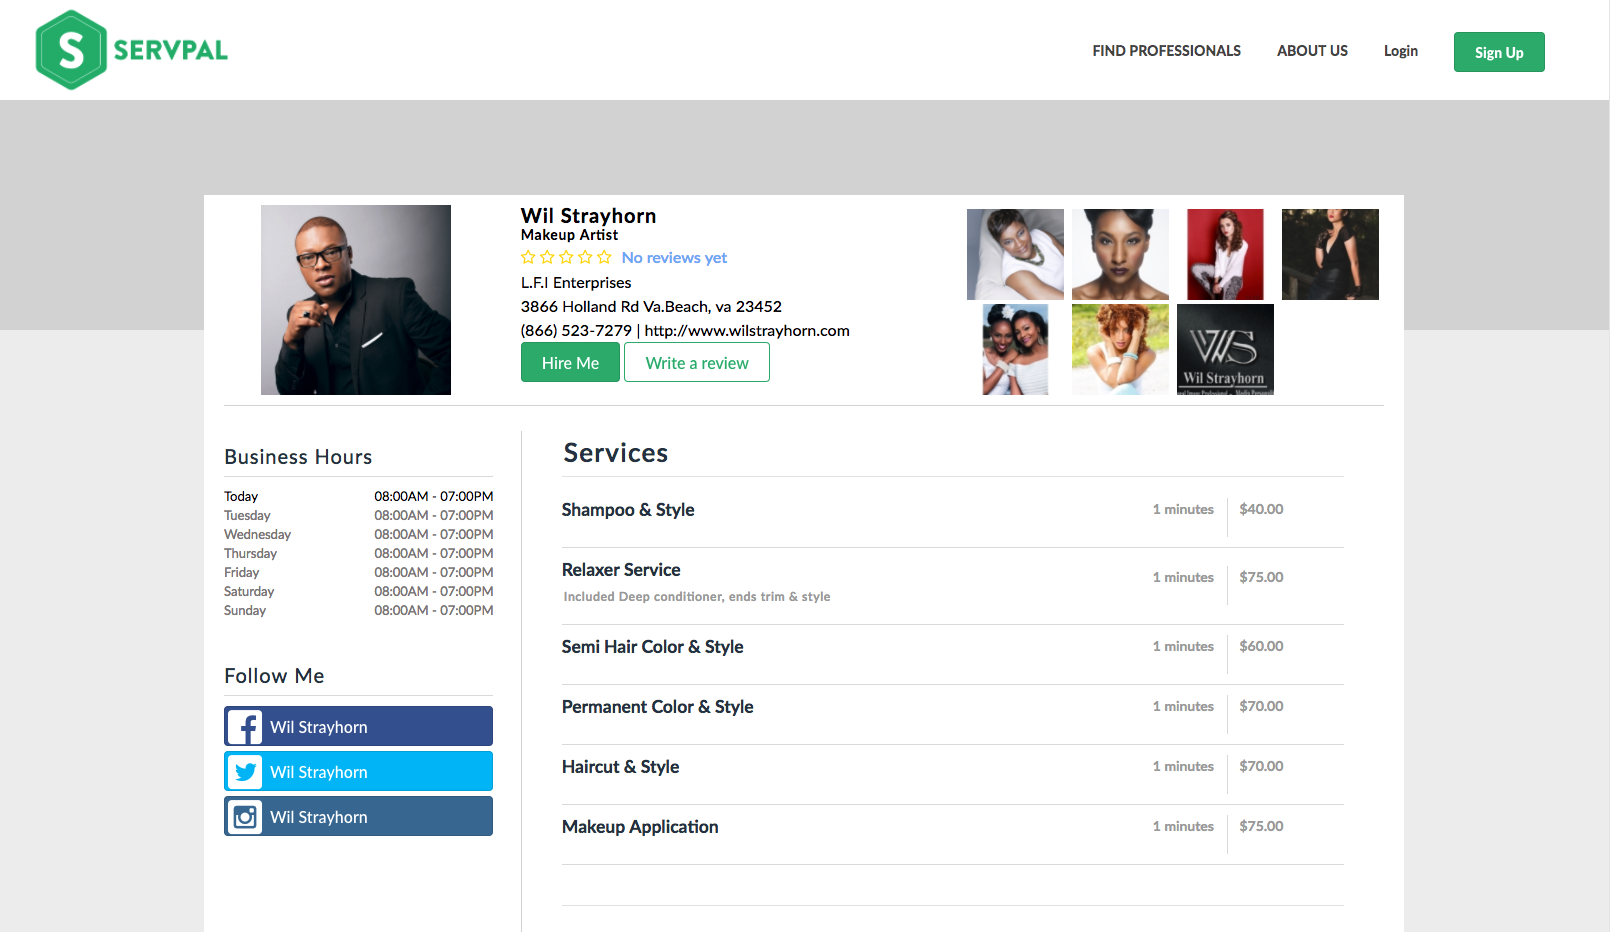 S SERVPAL
FIND PROFESSIONALS ABOUT US Login Sign Up
Wil Strayhorn
Makeup Artist
No reviews yet
L.F.I Enterprises
3866 Holland Rd Va.Beach, va 23452
(866) 523-7279 | http://www.wilstrayhorn.com
Hire Me Write a review
WS
Wil Strayhorn
Business Hours
Today 08:00AM - 07:00PM
Tuesday 08:00AM - 07:00PM
Wednesday 08:00AM - 07:00PM
Thursday 08:00AM - 07:00PM
Friday 08:00AM - 07:00PM
Saturday 08:00AM - 07:00PM
Sunday 08:00AM - 07:00PM
Follow Me
Wil Strayhorn
Wil Strayhorn
Wil Strayhorn
Services
Shampoo & Style 1 minutes $40.00
Relaxer Service 1 minutes $75.00
Included Deep conditioner, ends trim & style
Semi Hair Color & Style 1 minutes $60.00
Permanent Color & Style 1 minutes $70.00
Haircut & Style 1 minutes $70.00
Makeup Application 1 minutes $75.00